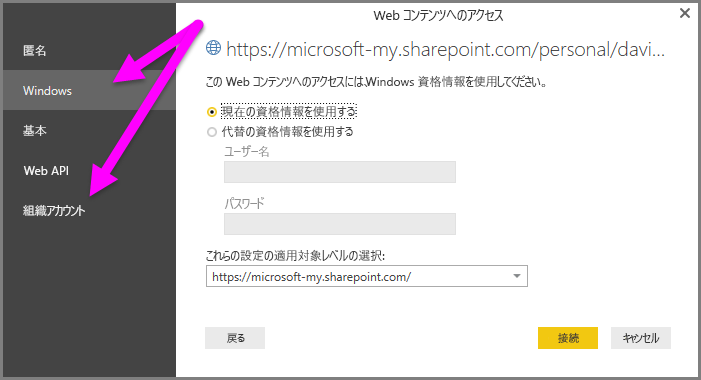 Web コンテンツへのアクセス
匿名
Windows
基本
Web API
組織アカウント
https://microsoft-my.sharepoint.com/personal/davi...
この Web コンテンツへのアクセスには､Windows 資格情報を使用してください。
現在の資格情報を使用する
代替の資格情報を使用する
ユーザー名
パスワード
これらの設定の適用対象レベルの選択:
https://microsoft-my.sharepoint.com/
戻る
接続
キャンセル